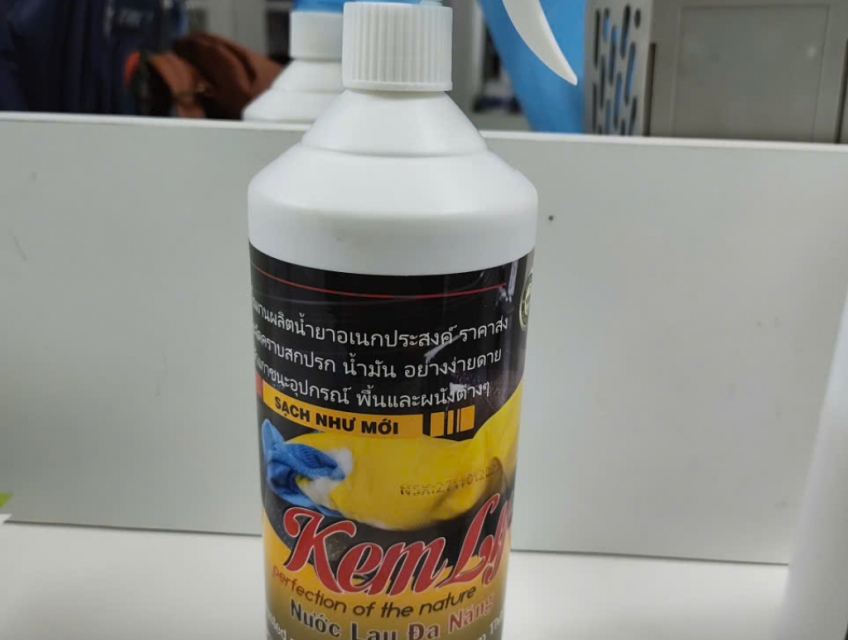 ผลิตน้ำยาอเนกประสงค์ ราคาส่ง
คราบสกปรก น้ำมัน อย่างง่ายดาย
อุปกรณ์ พื้นและผนังต่างๆ
SẠCH NHƯ MỚI
Kem Ly
perfection of the nature
Nước Lau Đa Năng